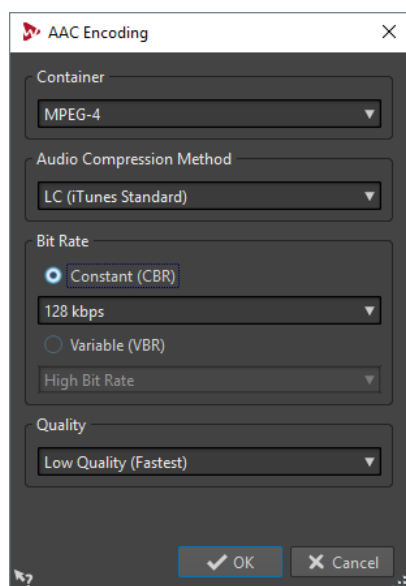 AAC Encoding
Container
MPEG-4
Audio Compression Method
LC (iTunes Standard)
Bit Rate
Constant (CBR)
128 kbps
Variable (VBR)
High Bit Rate
Quality
Low Quality (Fastest)
OK Cancel
?